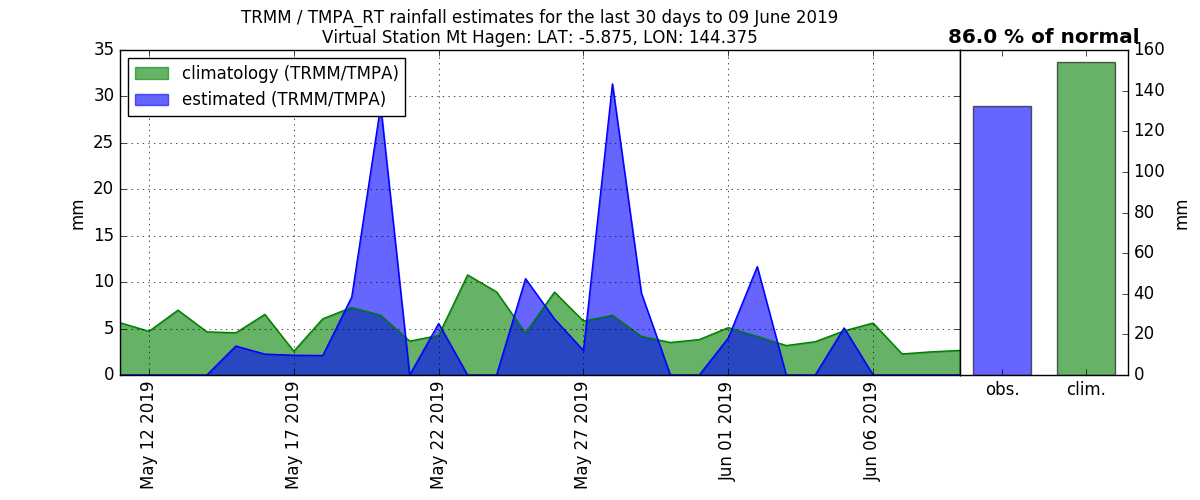 TRMM / TMPA_RT rainfall estimates for the last 30 days to 09 June 2019
Virtual Station Mt Hagen: LAT: -5.875, LON: 144.375
86.0 % of normal
climatology (TRMM/TMPA)
estimated (TRMM/TMPA)
35
30
25
20
15
10
5
0
mm
May 12 2019
May 17 2019
May 22 2019
May 27 2019
Jun 01 2019
Jun 06 2019
160
140
120
100
80
60
40
20
0
mm
obs.
clim.